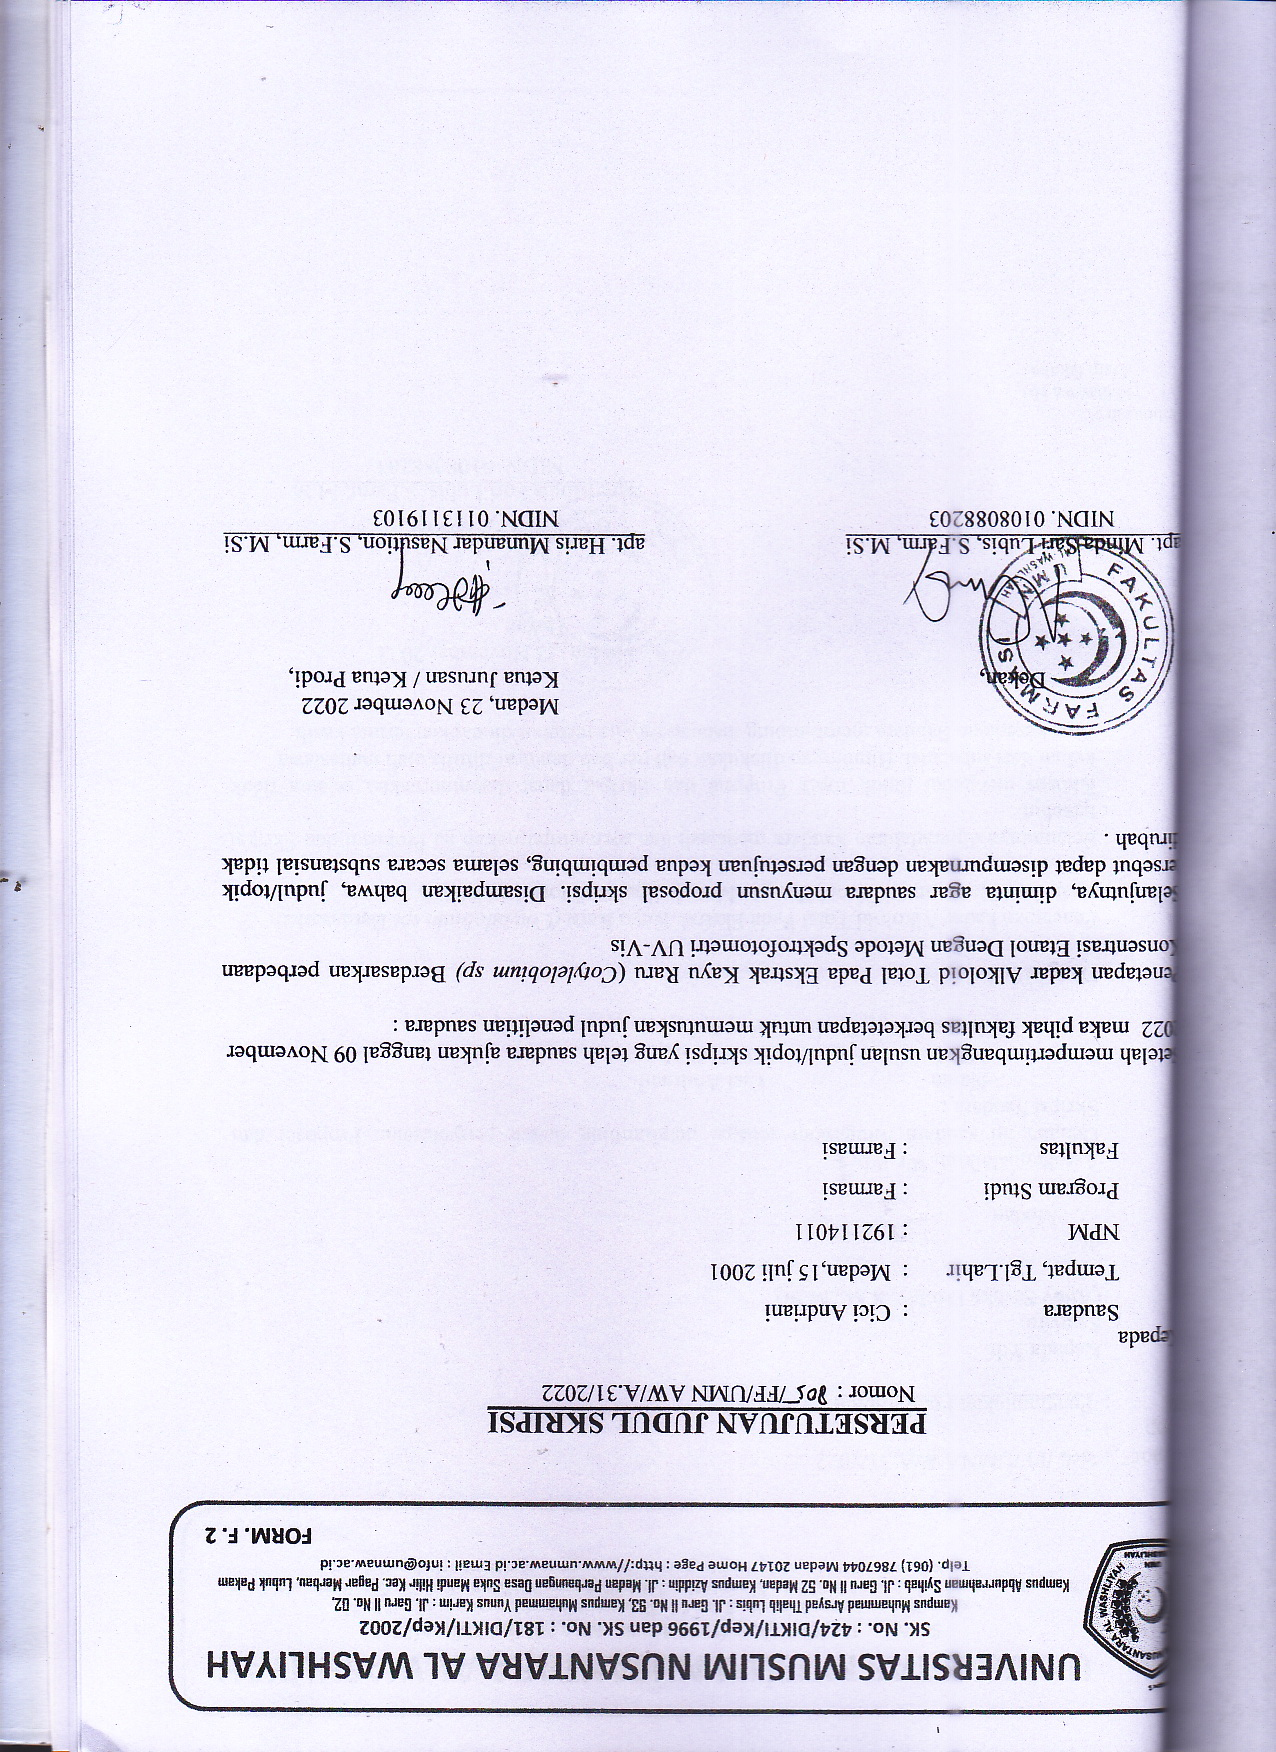 UNIVERSITAS MUSLIM NUSANTARA AL WASHLIYAH
SK. No. : 424/DIKTI/Kep/1996 dan SK. No. : 181/DIKTI/Kep/2002
Kampus Muhammad Arsyad Thalib Lubis : Jl. Garu II No. 93, Kampus Muhammad Yunus Karim : Jl. Garu II No. 02,
Kampus Abdurrahman Syihab : Jl. Garu II No. 52 Medan, Kampus Aziddin : Jl. Medan Perbaungan Desa Suka Mandi Hilir Kec. Pagar Merbau, Lubuk Pakam
Telp. (061) 7867044 Medan 20147 Home Page : http://www.umnaw.ac.id Email : info@umnaw.ac.id
FORM. F. 2
PERSETUJUAN JUDUL SKRIPSI
Nomor : 805/FF/UMN AW/A.31/2022
epada
Saudara : Cici Andriani
Tempat, Tgl.Lahir : Medan,15 juli 2001
NPM : 192114011
Program Studi : Farmasi
Fakultas : Farmasi
etelah mempertimbangkan usulan judul/topik skripsi yang telah saudara ajukan tanggal 09 November
022 maka pihak fakultas berketetapan untuk memutuskan judul penelitian saudara :
enetapan kadar Alkoloid Total Pada Ekstrak Kayu Raru (Cotylelobium sp) Berdasarkan perbedaan
Konsentrasi Etanol Dengan Metode Spektrofotometri UV-Vis
elanjutnya, diminta agar saudara menyusun proposal skripsi. Disampaikan bahwa, judul/topik
ersebut dapat disempurnakan dengan persetujuan kedua pembimbing, selama secara substansial tidak
irubah .
Medan, 23 November 2022
Dekan, Ketua Jurusan / Ketua Prodi,
FAKULTAS FARMASI
UMN
AL-WASHLIYAH
apt. Minda Sari Lubis, S.Farm, M.Si apt. Haris Munandar Nasution, S.Farm, M.Si
NIDN. 0108088203 NIDN. 0113119103